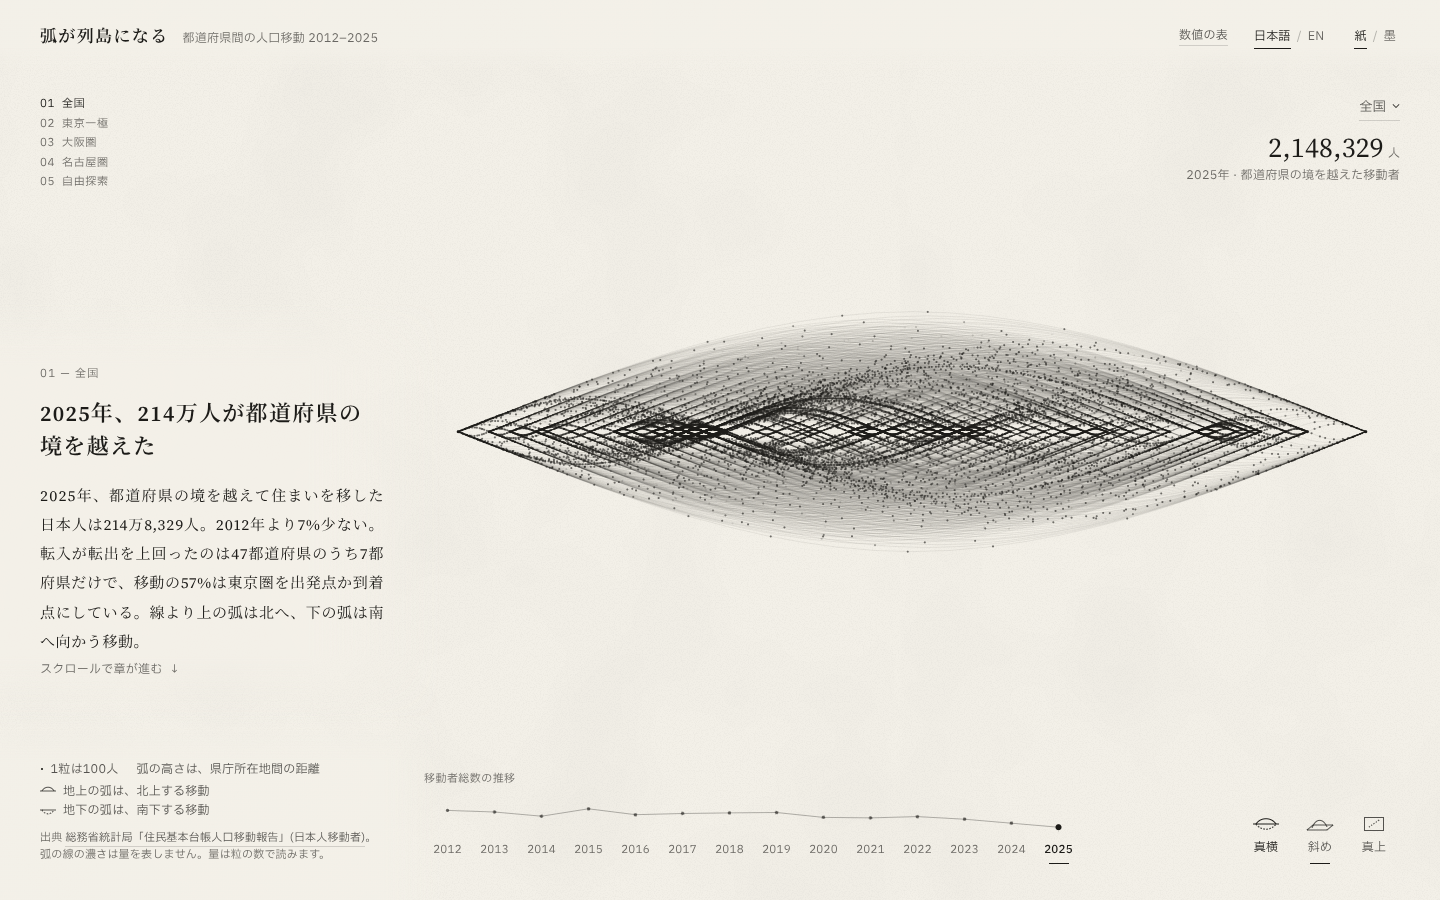 弧が列島になる 都道府県間の人口移動 2012–2025
数値の表 日本語 / EN 紙 / 墨
01 全国
02 東京一極
03 大阪圏
04 名古屋圏
05 自由探索
全国
2,148,329 人
2025年 · 都道府県の境を越えた移動者
01 — 全国
2025年、214万人が都道府県の
境を越えた
2025年、都道府県の境を越えて住まいを移した
日本人は214万8,329人。2012年より7%少ない。
転入が転出を上回ったのは47都道府県のうち7都
府県だけで、移動の57%は東京圏を出発点か到着
点にしている。線より上の弧は北へ、下の弧は南
へ向かう移動。
スクロールで章が進む ↓
· 1粒は100人 弧の高さは、県庁所在地間の距離
地上の弧は、北上する移動
地下の弧は、南下する移動
出典 総務省統計局「住民基本台帳人口移動報告」(日本人移動者)。
弧の線の濃さは量を表しません。量は粒の数で読みます。
移動者総数の推移
2012 2013 2014 2015 2016 2017 2018 2019 2020 2021 2022 2023 2024 2025
真横 斜め 真上